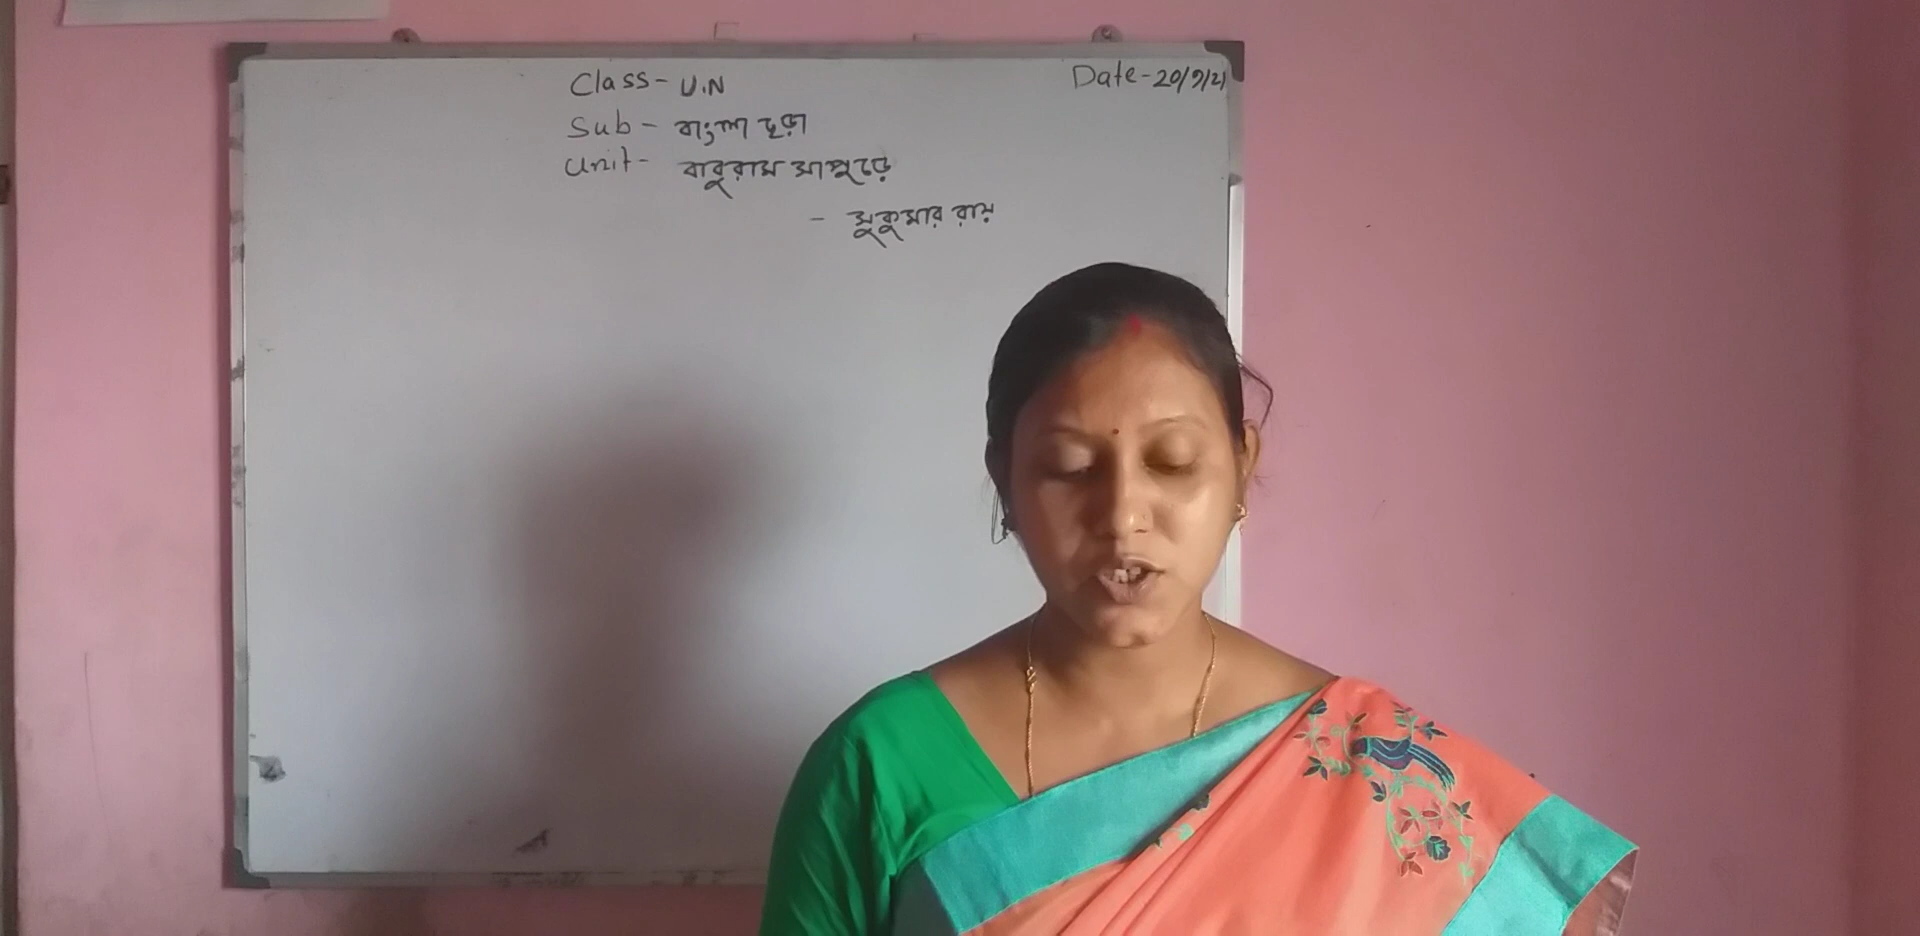 Class- U.N
Date-20/9/21
Sub - বাংলা ছড়া
Unit- বাবুরাম সাপুড়ে
- সুকুমার রায়